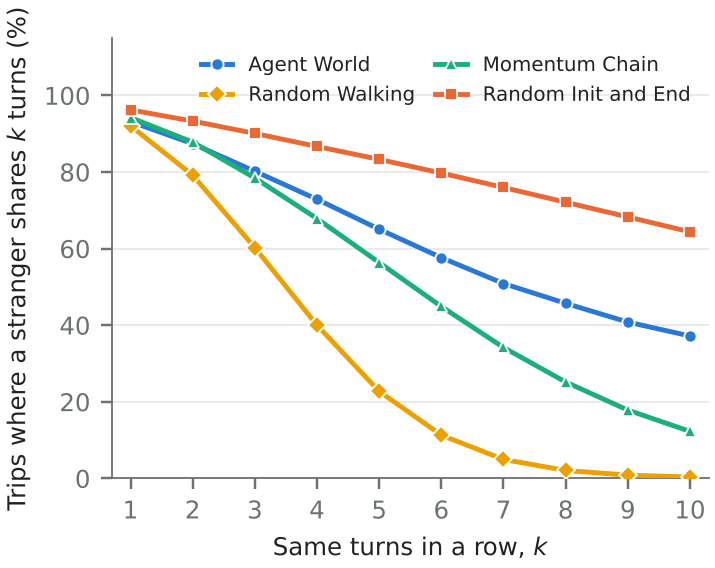 Trips where a stranger shares k turns (%)
Agent World
Momentum Chain
Random Walking
Random Init and End
100
80
60
40
20
0
1 2 3 4 5 6 7 8 9 10
Same turns in a row, k